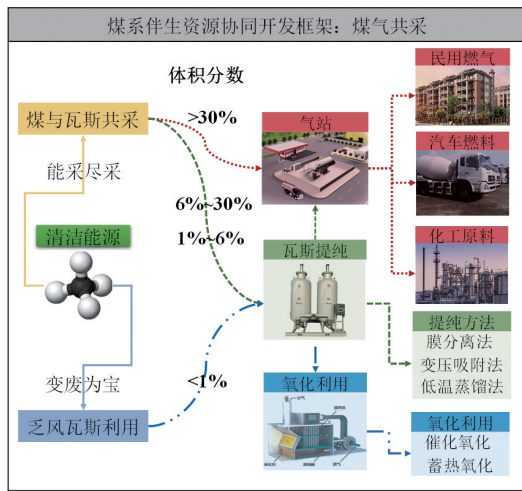 煤系伴生资源协同开发框架：煤气共采
体积分数
民用燃气
煤与瓦斯共采
>30%
气站
汽车燃料
能采尽采
6%~30%
1%~6%
清洁能源
瓦斯提纯
化工原料
提纯方法
膜分离法
变压吸附法
低温蒸馏法
变废为宝
<1%
乏风瓦斯利用
氧化利用
氧化利用
催化氧化
蓄热氧化